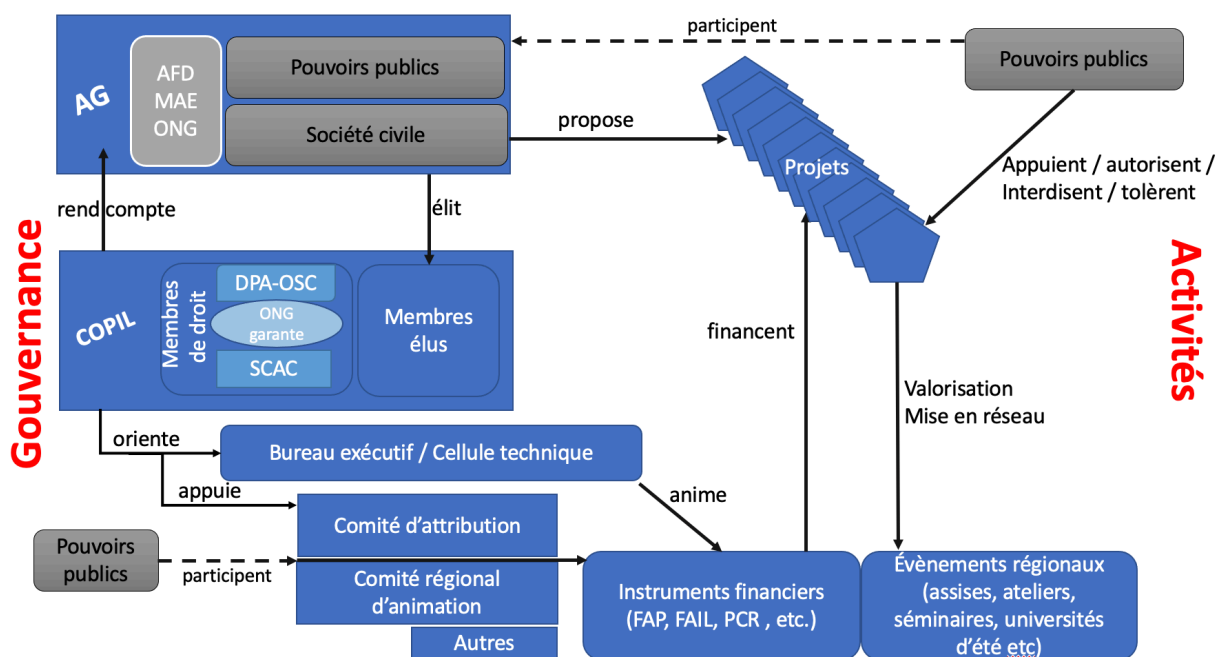 participent
Pouvoirs publics
AG
AFD
MAE
ONG
Pouvoirs publics
Société civile
propose
Projets
Appuient / autorisent /
Interdisent / tolèrent
rend compte
élit
Gouvernance
Activités
COPIL
Membres
de droit
DPA-OSC
ONG
garante
SCAC
Membres
élus
financent
Valorisation
Mise en réseau
oriente
Bureau exécutif / Cellule technique
appuie
anime
Comité d’attribution
Pouvoirs
publics
participent
Comité régional
d’animation
Autres
Instruments financiers
(FAP, FAIL, PCR , etc.)
Évènements régionaux
(assises, ateliers,
séminaires, universités
d’été etc)